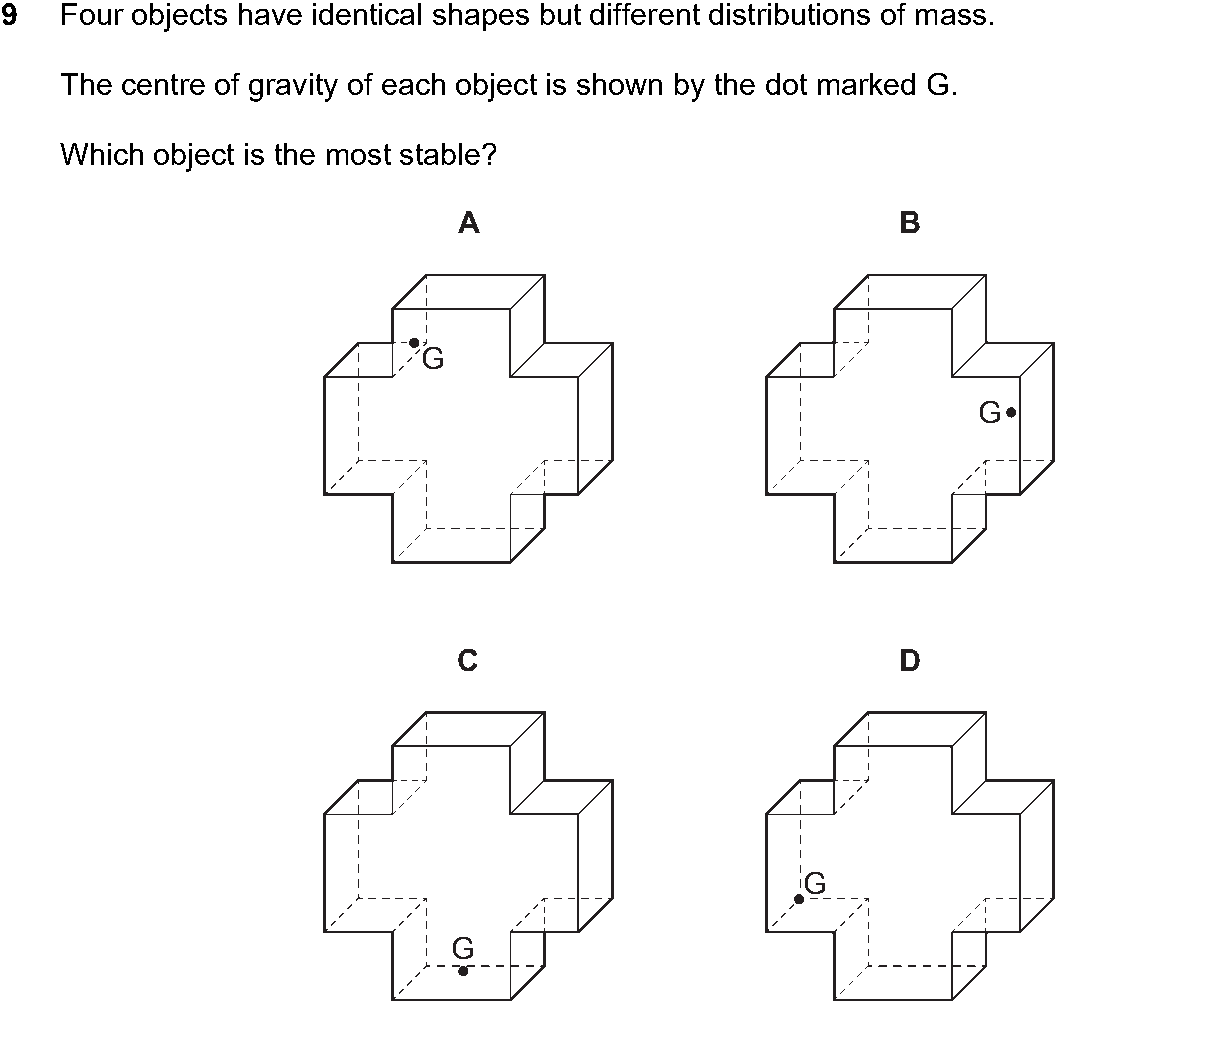 9 Four objects have identical shapes but different distributions of mass.
The centre of gravity of each object is shown by the dot marked G.
Which object is the most stable?
A B
G
G
C D
G
G